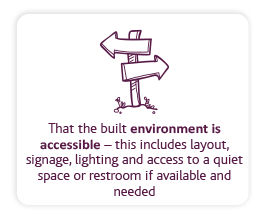 That the built environment is
accessible – this includes layout,
signage, lighting and access to a quiet
space or restroom if available and
needed